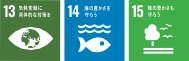 13 気候変動に
具体的な対策を
14 海の豊かさを
守ろう
15 陸の豊かさも
守ろう